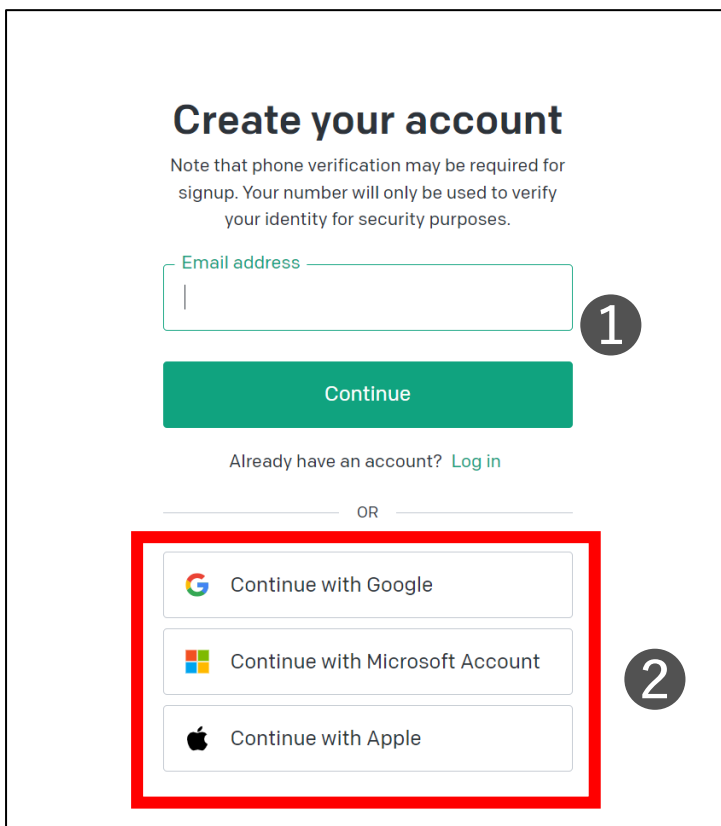 Create your account
Note that phone verification may be required for
signup. Your number will only be used to verify
your identity for security purposes.
Email address
1
Continue
Already have an account? Log in
OR
Continue with Google
Continue with Microsoft Account
2
Continue with Apple